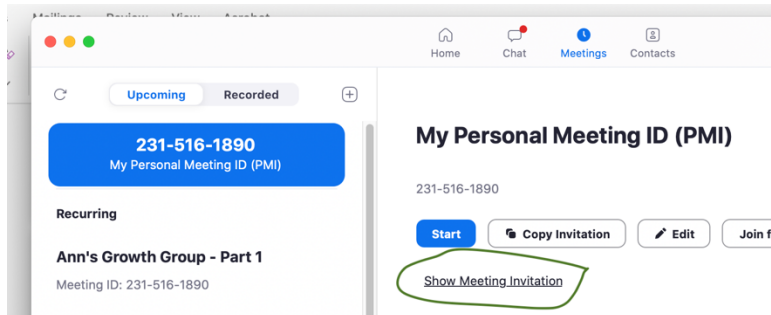 Mailings Review View Acrobat
Home Chat Meetings Contacts
Upcoming Recorded
231-516-1890
My Personal Meeting ID (PMI)
Recurring
Ann's Growth Group - Part 1
Meeting ID: 231-516-1890
My Personal Meeting ID (PMI)
231-516-1890
Start Copy Invitation Edit Join f
Show Meeting Invitation